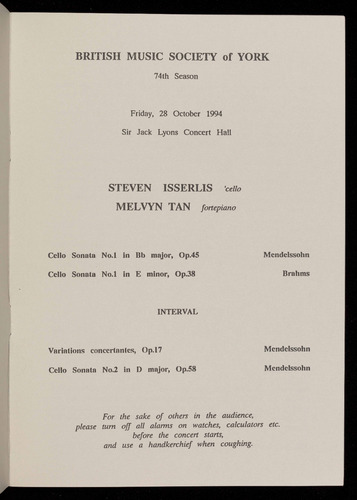 BRITISH MUSIC SOCIETY of YORK
74th Season
Friday, 28 October 1994
Sir Jack Lyons Concert Hall
STEVEN ISSERLIS 'cello
MELVYN TAN fortepiano
Cello Sonata No.1 in Bb major, Op.45 Mendelssohn
Cello Sonata No.1 in E minor, Op.38 Brahms
INTERVAL
Variations concertantes, Op.17 Mendelssohn
Cello Sonata No.2 in D major, Op.58 Mendelssohn
For the sake of others in the audience,
please turn off all alarms on watches, calculators etc.
before the concert starts,
and use a handkerchief when coughing.